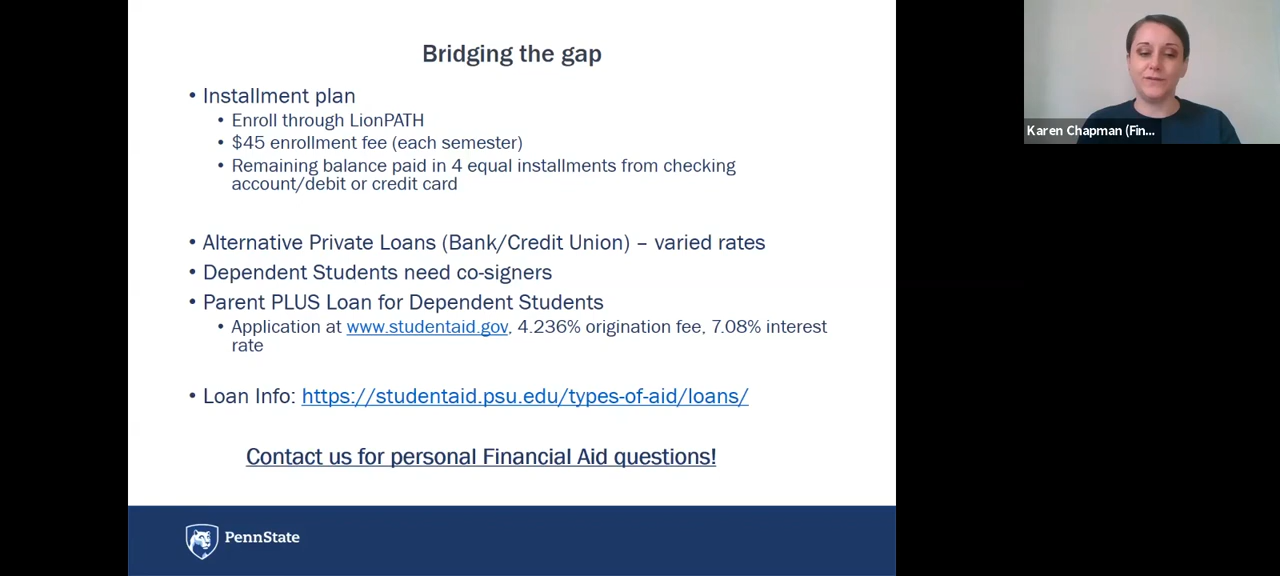 Bridging the gap
• Installment plan
• Enroll through LionPATH
• $45 enrollment fee (each semester)
• Remaining balance paid in 4 equal installments from checking
account/debit or credit card
• Alternative Private Loans (Bank/Credit Union) – varied rates
• Dependent Students need co-signers
• Parent PLUS Loan for Dependent Students
• Application at www.studentaid.gov, 4.236% origination fee, 7.08% interest
rate
• Loan Info: https://studentaid.psu.edu/types-of-aid/loans/
Contact us for personal Financial Aid questions!
PennState
Karen Chapman (Fin...